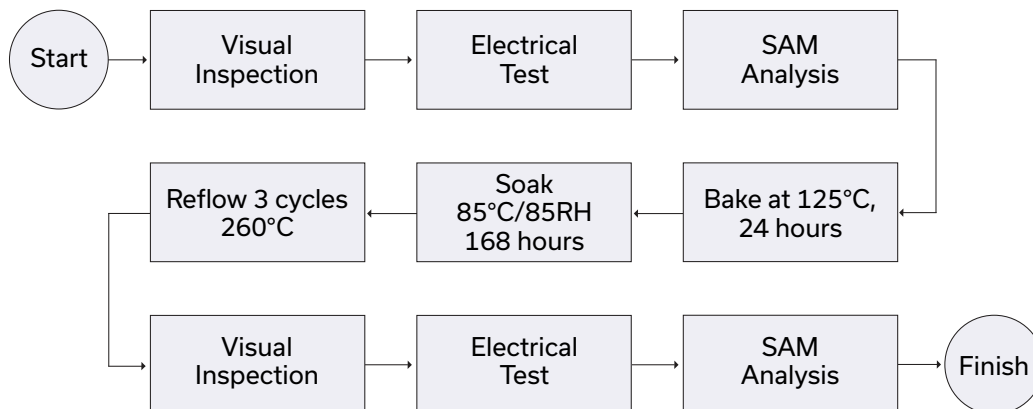 Start
Visual
Inspection
Electrical
Test
SAM
Analysis
Reflow 3 cycles
260°C
Soak
85°C/85RH
168 hours
Bake at 125°C,
24 hours
Visual
Inspection
Electrical
Test
SAM
Analysis
Finish